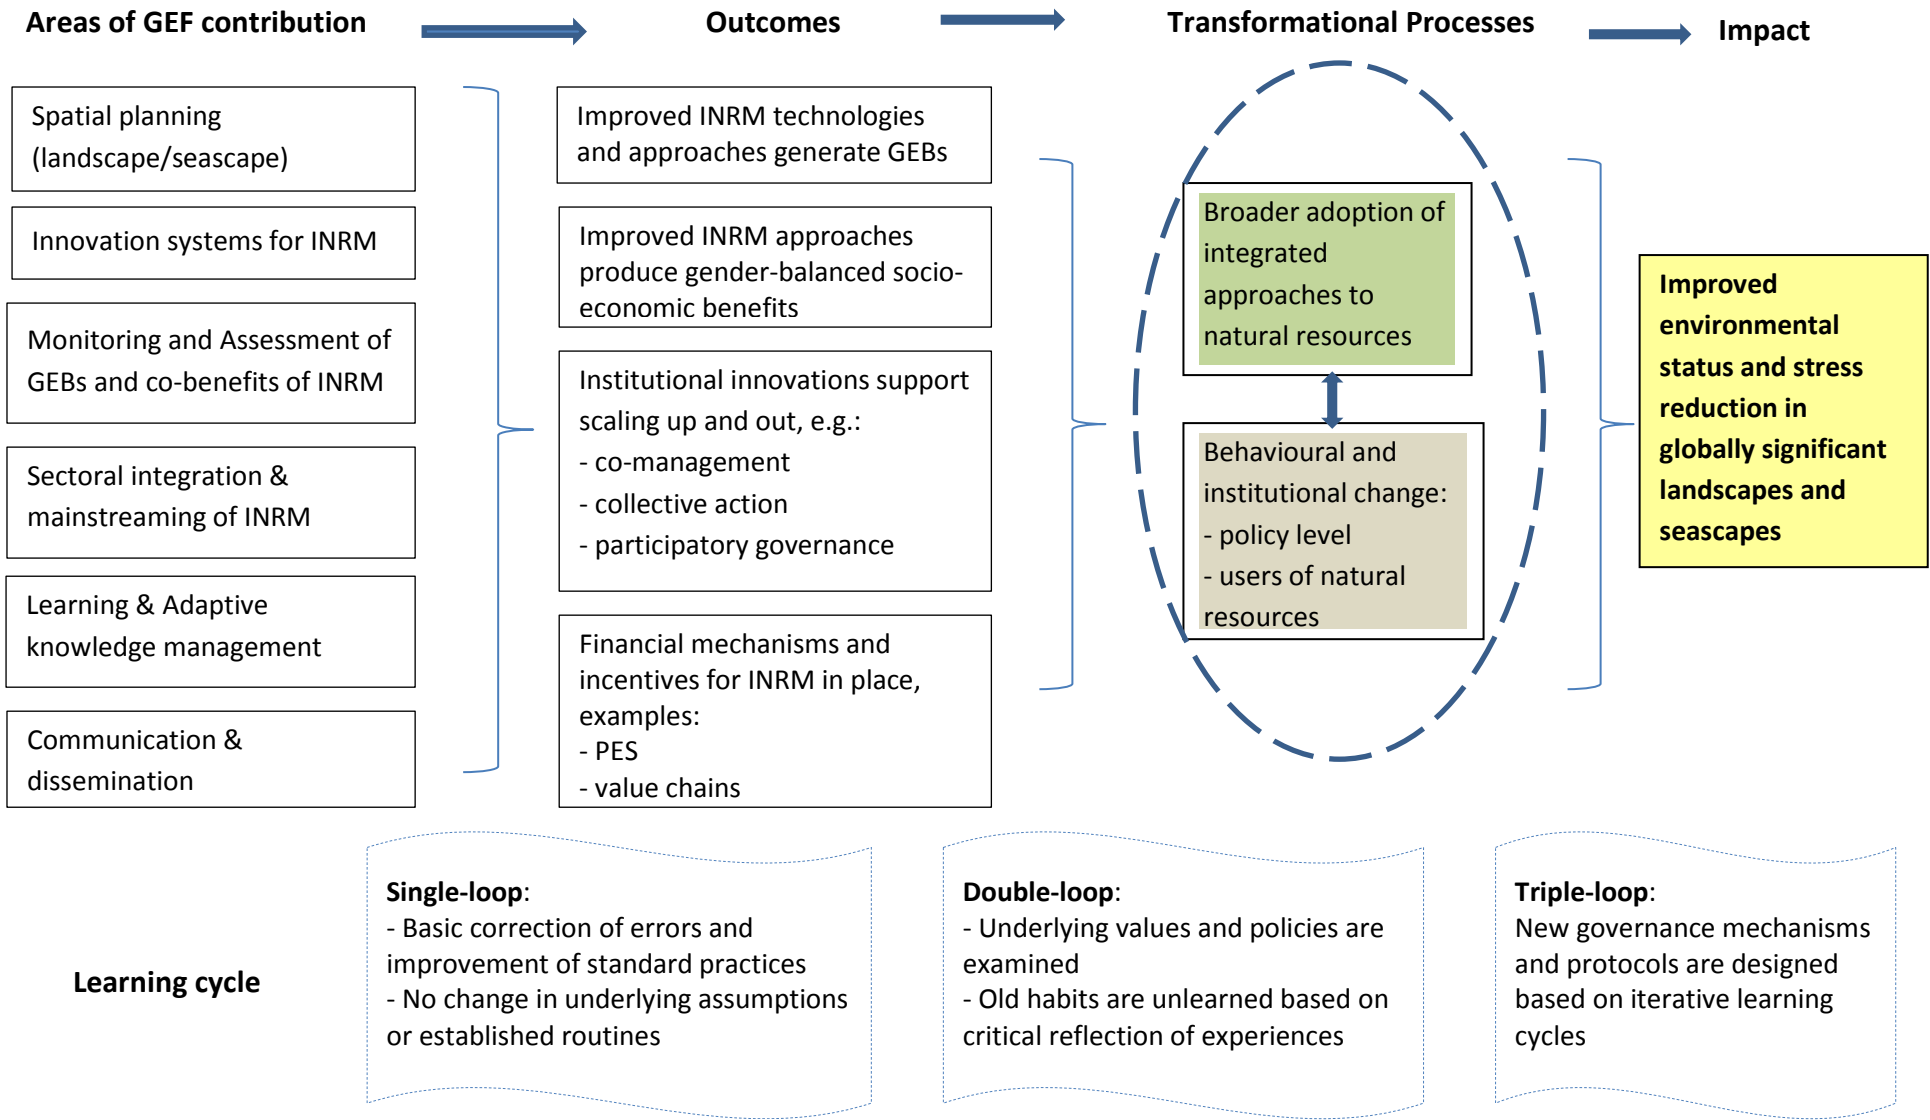 Areas of GEF contribution
Outcomes
Transformational Processes
Impact
Spatial planning
(landscape/seascape)
Innovation systems for INRM
Monitoring and Assessment of
GEBs and co-benefits of INRM
Sectoral integration &
mainstreaming of INRM
Learning & Adaptive
knowledge management
Communication &
dissemination
Improved INRM technologies
and approaches generate GEBs
Improved INRM approaches
produce gender-balanced socio-
economic benefits
Institutional innovations support
scaling up and out, e.g.:
- co-management
- collective action
- participatory governance
Financial mechanisms and
incentives for INRM in place,
examples:
- PES
- value chains
Broader adoption of
integrated
approaches to
natural resources
Behavioural and
institutional change:
- policy level
- users of natural
resources
Improved
environmental
status and stress
reduction in
globally significant
landscapes and
seascapes
Learning cycle
Single-loop:
- Basic correction of errors and
improvement of standard practices
- No change in underlying assumptions
or established routines
Double-loop:
- Underlying values and policies are
examined
- Old habits are unlearned based on
critical reflection of experiences
Triple-loop:
New governance mechanisms
and protocols are designed
based on iterative learning
cycles